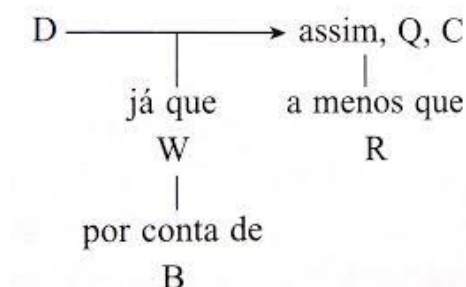 D assim, Q, C
já que a menos que
W R
por conta de
B